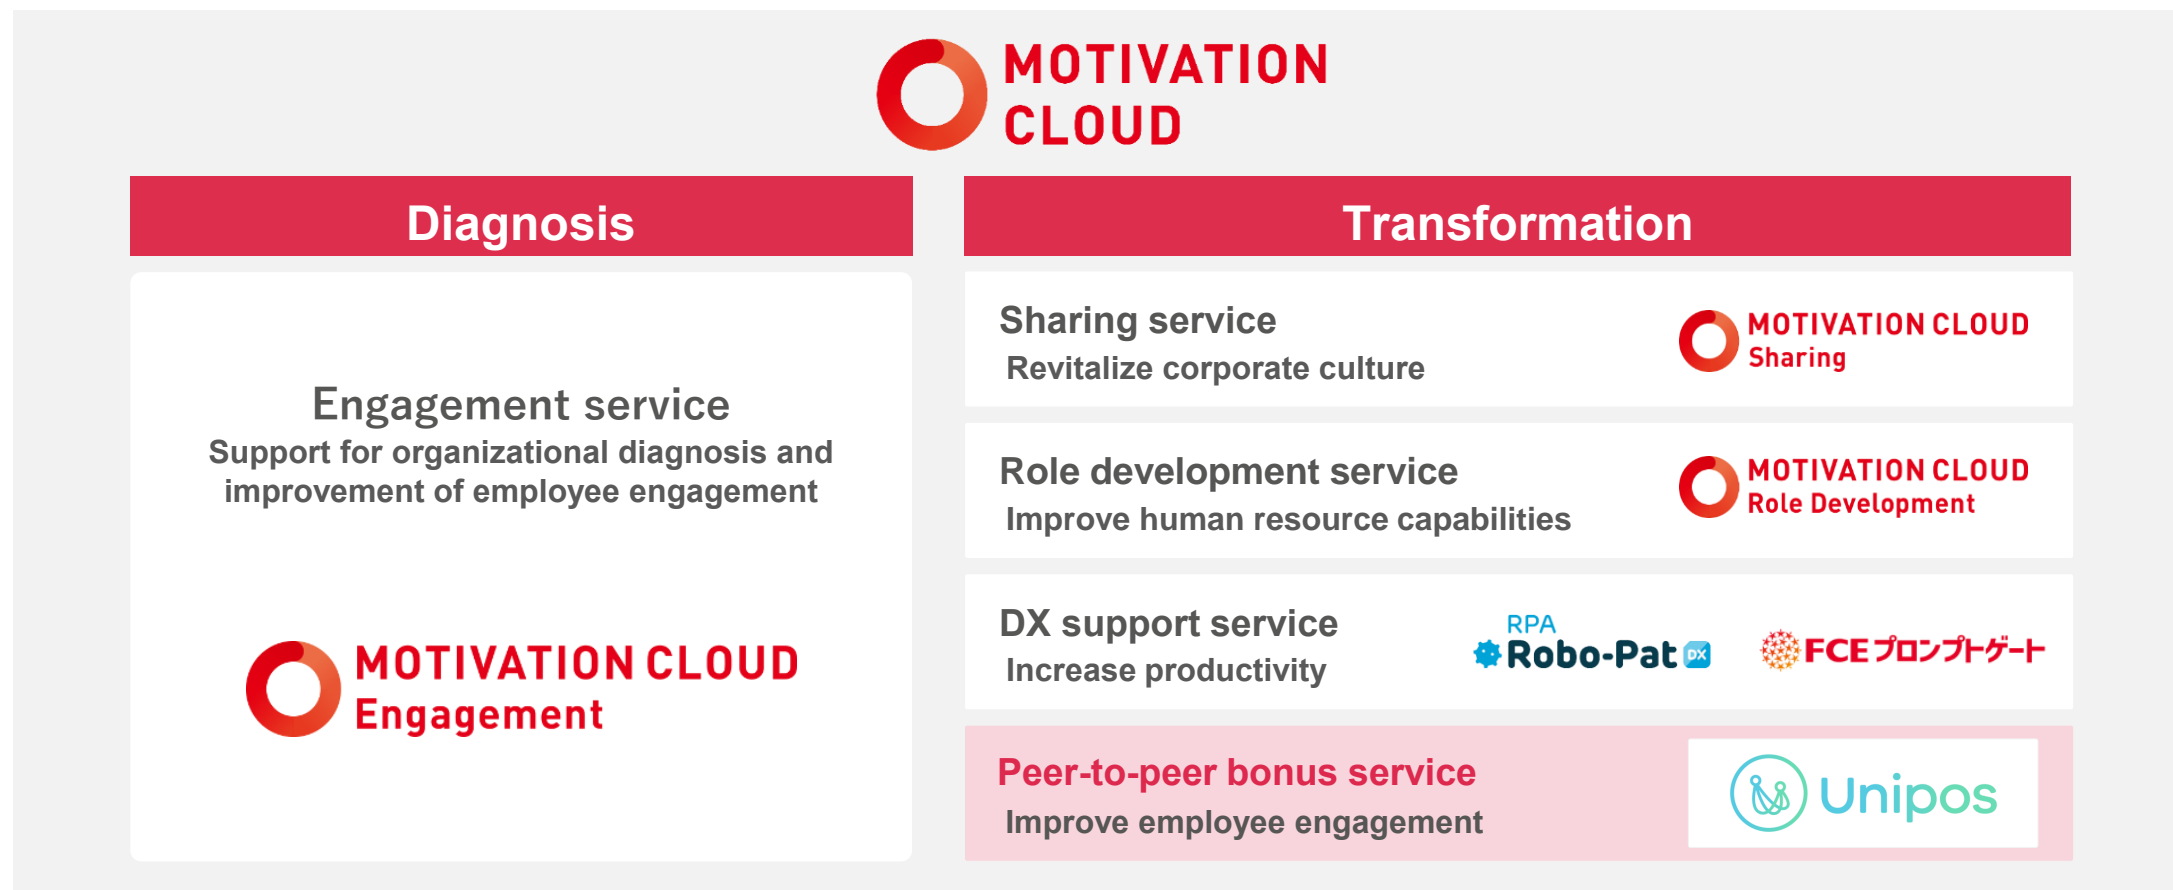 MOTIVATION
CLOUD
Diagnosis
Engagement service
Support for organizational diagnosis and
improvement of employee engagement
MOTIVATION CLOUD
Engagement
Transformation
Sharing service
Revitalize corporate culture
MOTIVATION CLOUD
Sharing
Role development service
Improve human resource capabilities
MOTIVATION CLOUD
Role Development
DX support service
Increase productivity
RPA
Robo-Pat DX
FCE プロンプトゲート
Peer-to-peer bonus service
Improve employee engagement
Unipos